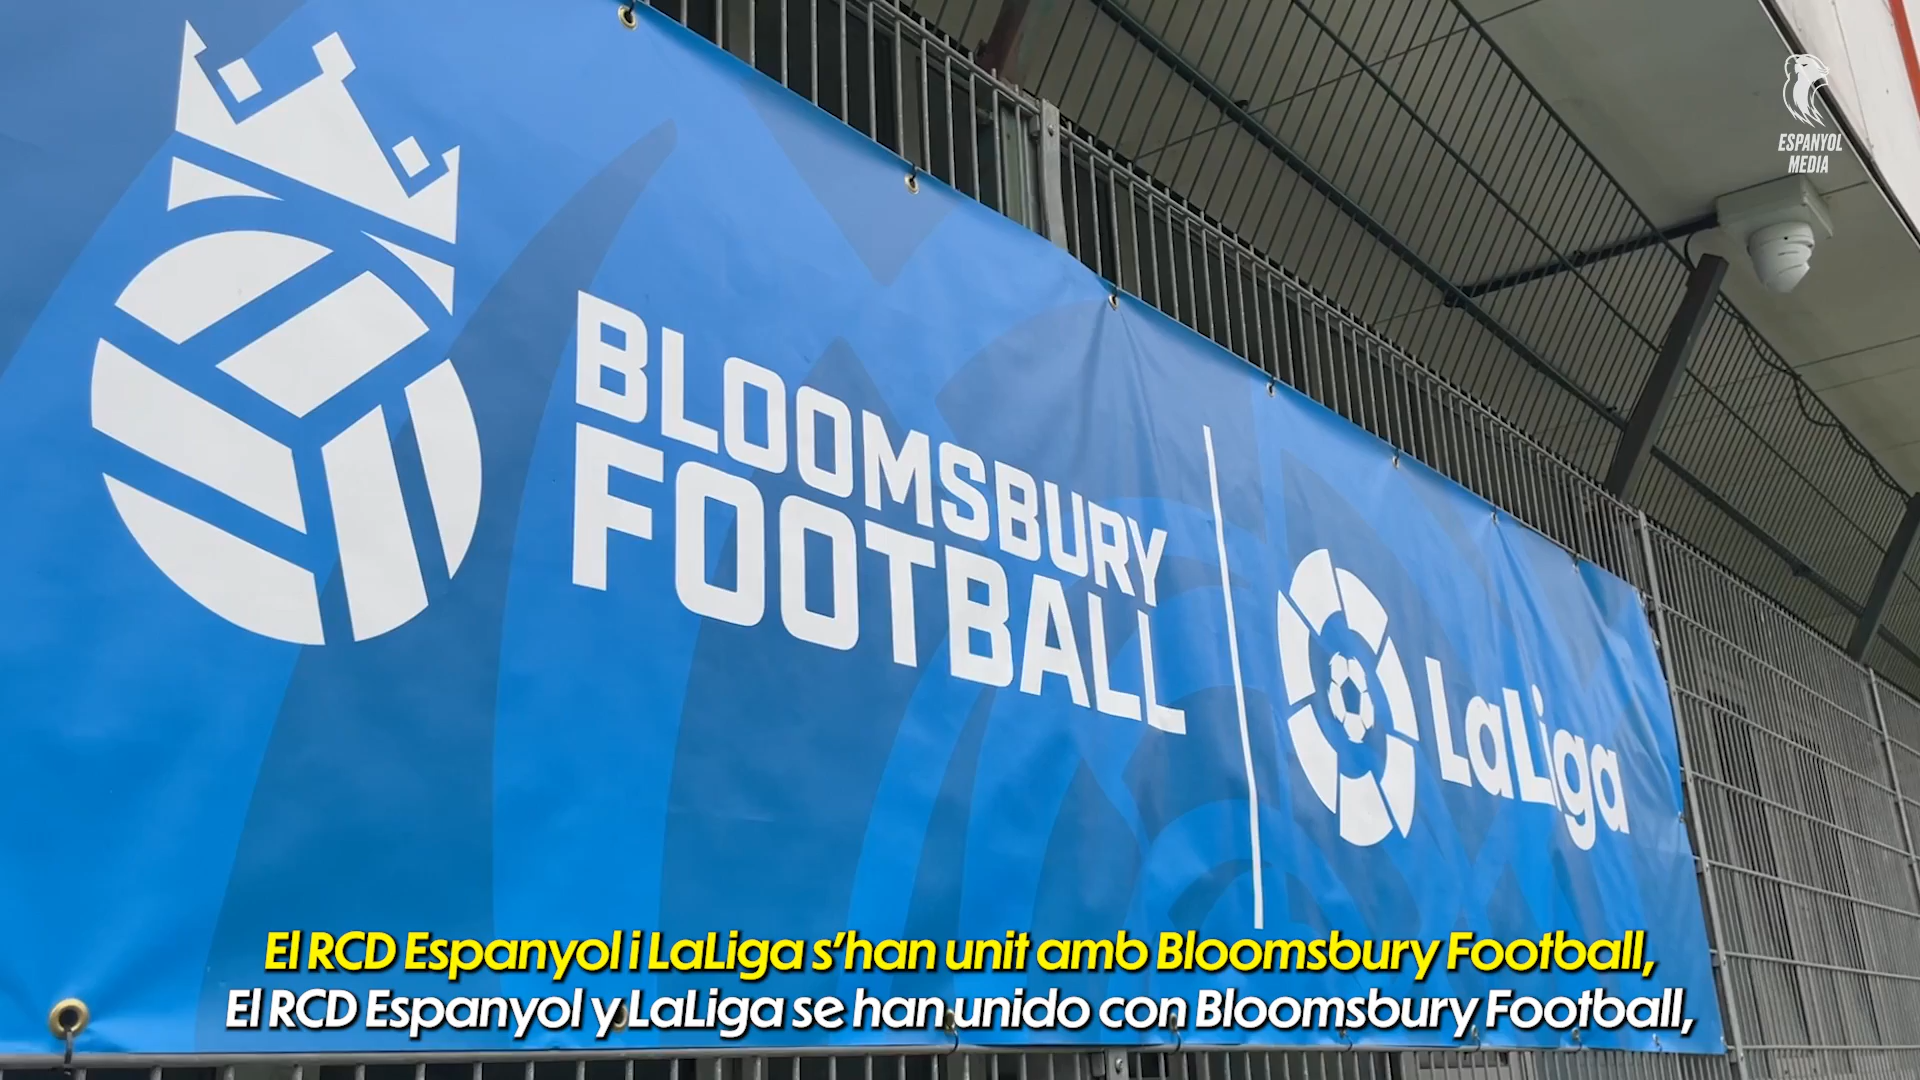 ESPANYOL
MEDIA
BLOOMSBURY
FOOTBALL
LaLiga
El RCD Espanyol i LaLiga s'han unit amb Bloomsbury Football,
El RCD Espanyol y LaLiga se han unido con Bloomsbury Football,